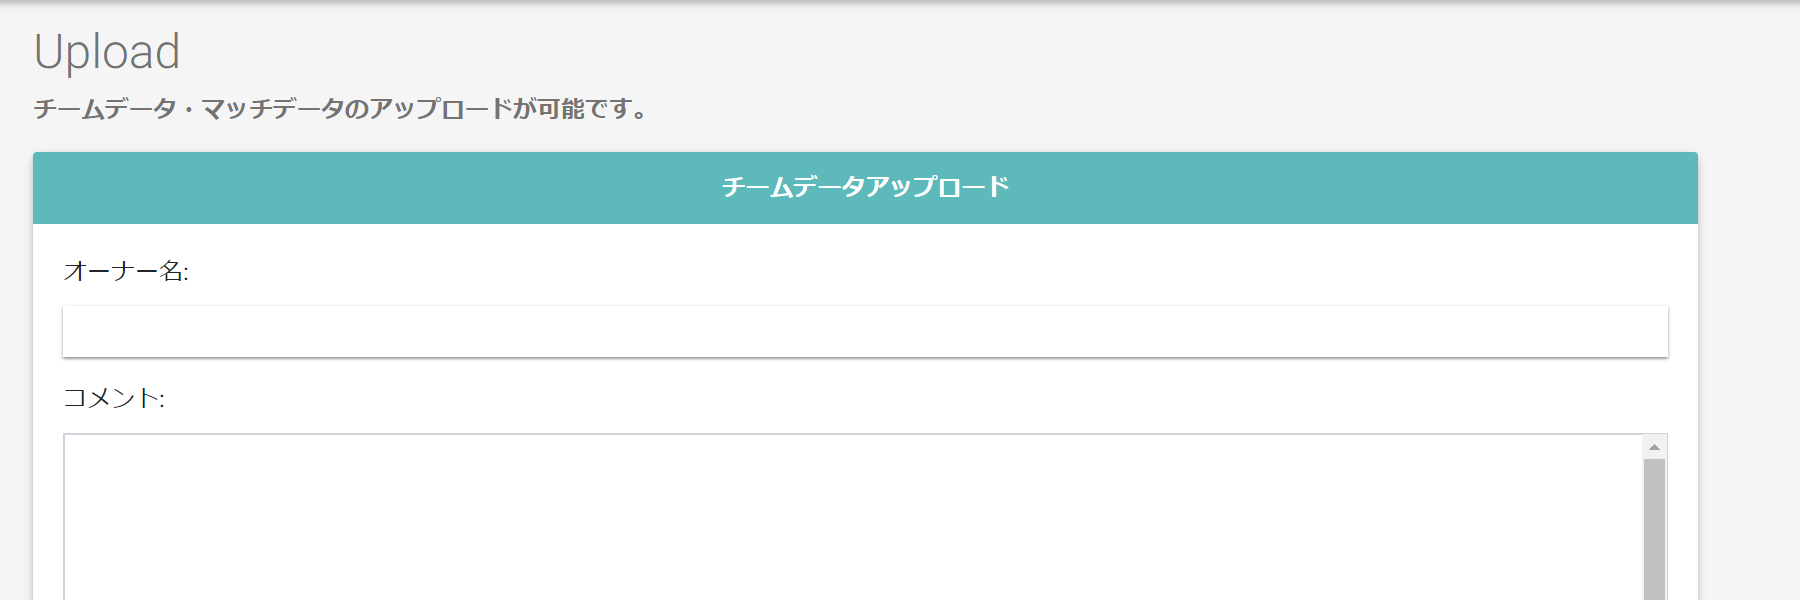 Upload
チームデータ・マッチデータのアップロードが可能です。
チームデータアップロード
オーナー名:
コメント: